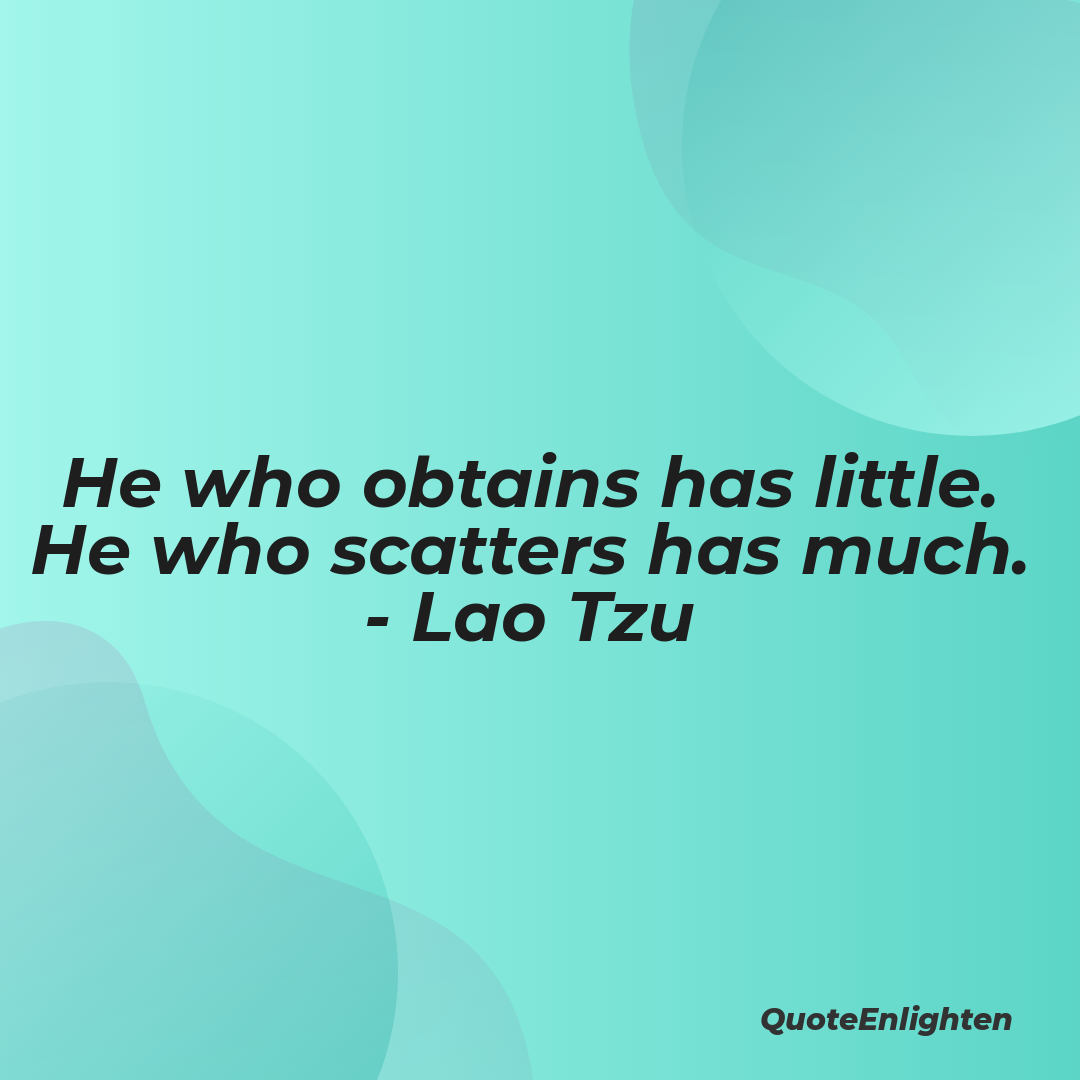 He who obtains has little.
He who scatters has much.
- Lao Tzu
QuoteEnlighten